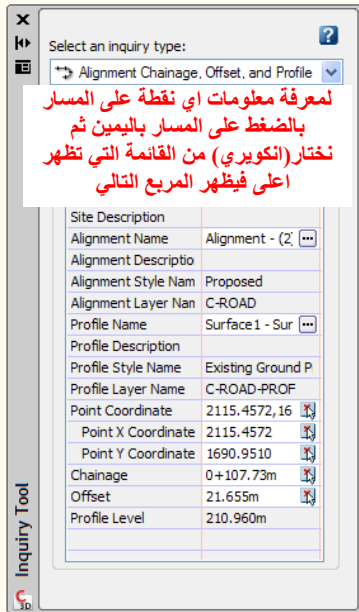 Select an inquiry type:
Alignment Chainage, Offset, and Profile
لمعرفة معلومات اي نقطة على المسار
بالضغط على المسار باليمين ثم
نختار(انكويري) من القائمة التي تظهر
اعلى فيظهر المربع التالي
Site Description
Alignment Name Alignment - (2)
Alignment Descriptio
Alignment Style Nam Proposed
Alignment Layer Nan C-ROAD
Profile Name Surface1 - Sur
Profile Description
Profile Style Name Existing Ground P
Profile Layer Name C-ROAD-PROF
Point Coordinate 2115.4572,16
Point X Coordinate 2115.4572
Point Y Coordinate 1690.9510
Chainage 0+107.73m
Offset 21.655m
Profile Level 210.960m
Inquiry Tool
C3D